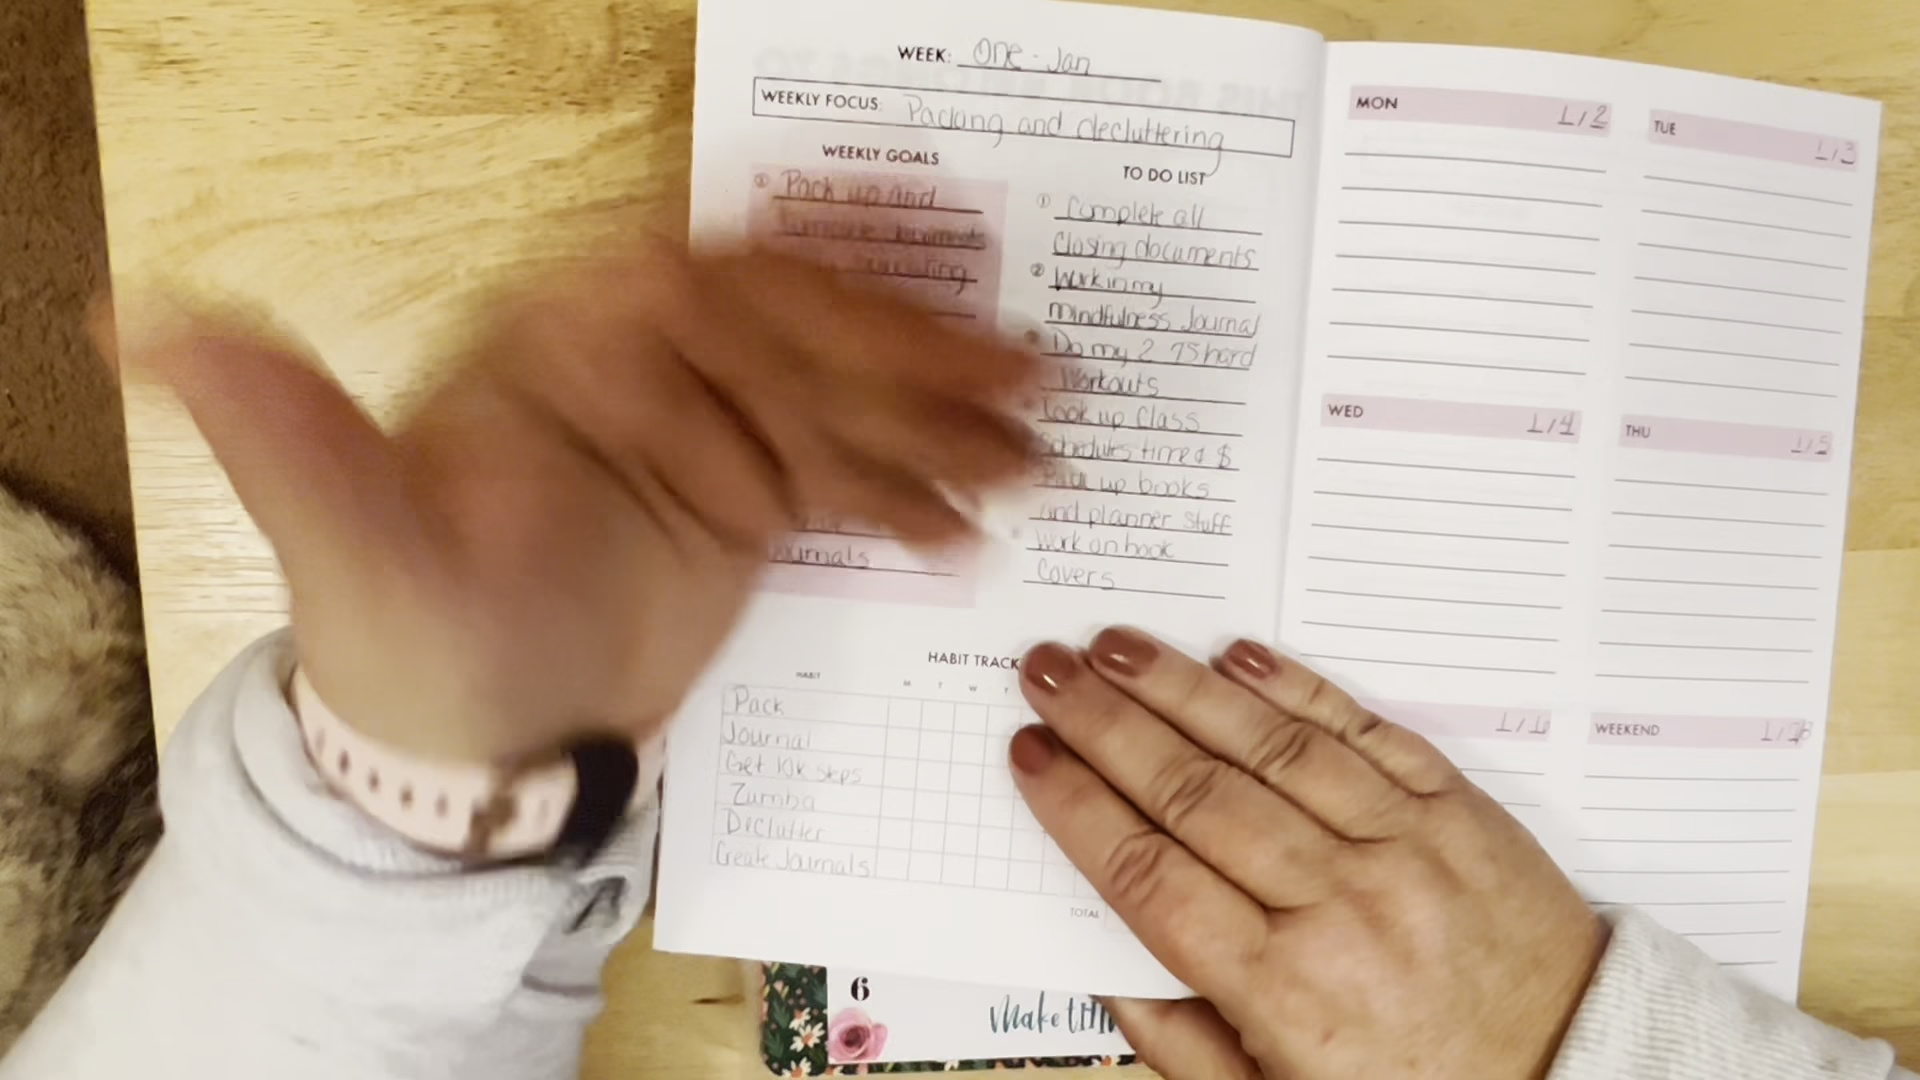 WEEK: One - Jan
WEEKLY FOCUS: Packing and decluttering
WEEKLY GOALS
① Pack up and
documents
Journals
TO DO LIST
① Complete all
Closing documents
② Work in my
mindfulness Journal
Do my 2 75 hard
Workouts
Look up Class
Schedules time & $
Pack up books
and planner stuff
Work on book
Covers
HABIT TRACK
HABIT
M T W T
Pack
Journal
Get 10k steps
Zumba
Declutter
Create Journals
TOTAL
MON 1/2
TUE 1/3
WED 1/4
THU 1/5
1/6
WEEKEND
6
Make